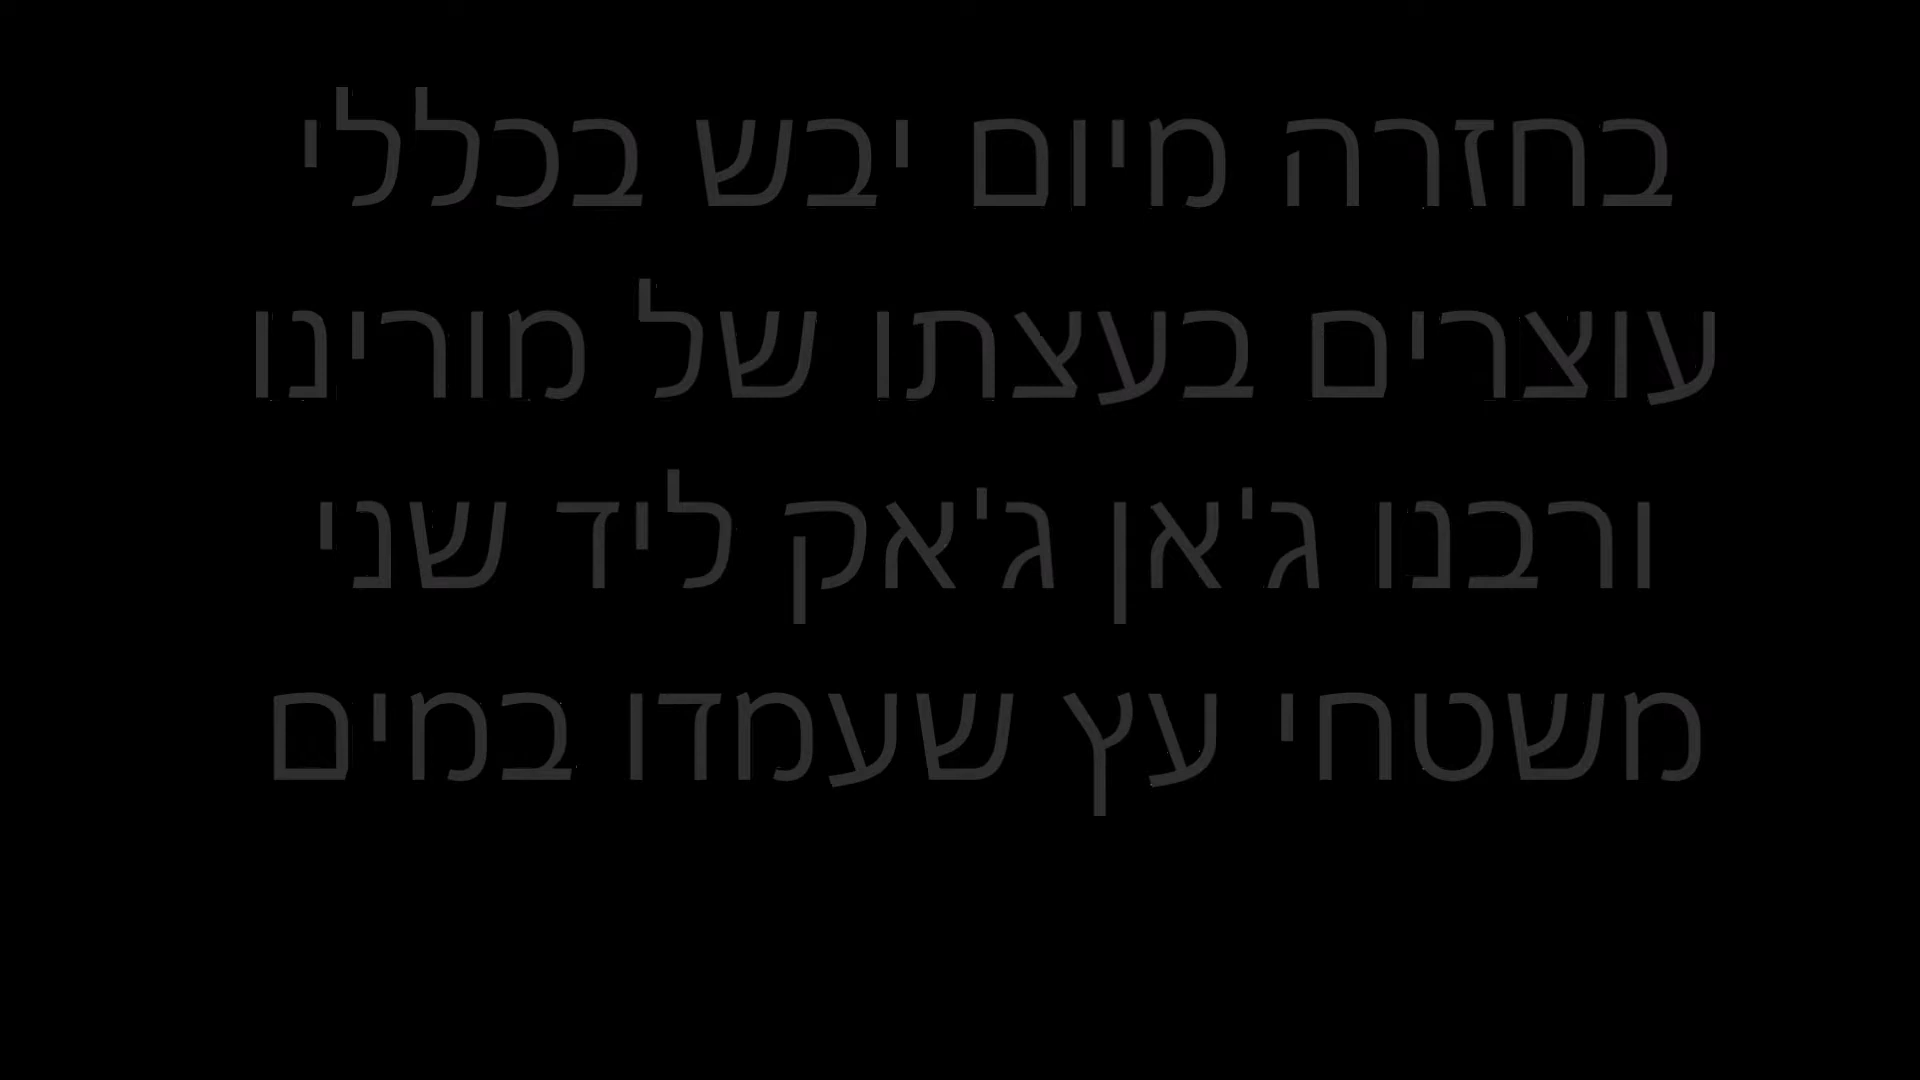 בחזרה מיום יבש בכללי
עוצרים בעצתו של מורינו
ורבנו ג'אן ג'אק ליד שני
משטחי עץ שעמדו במים